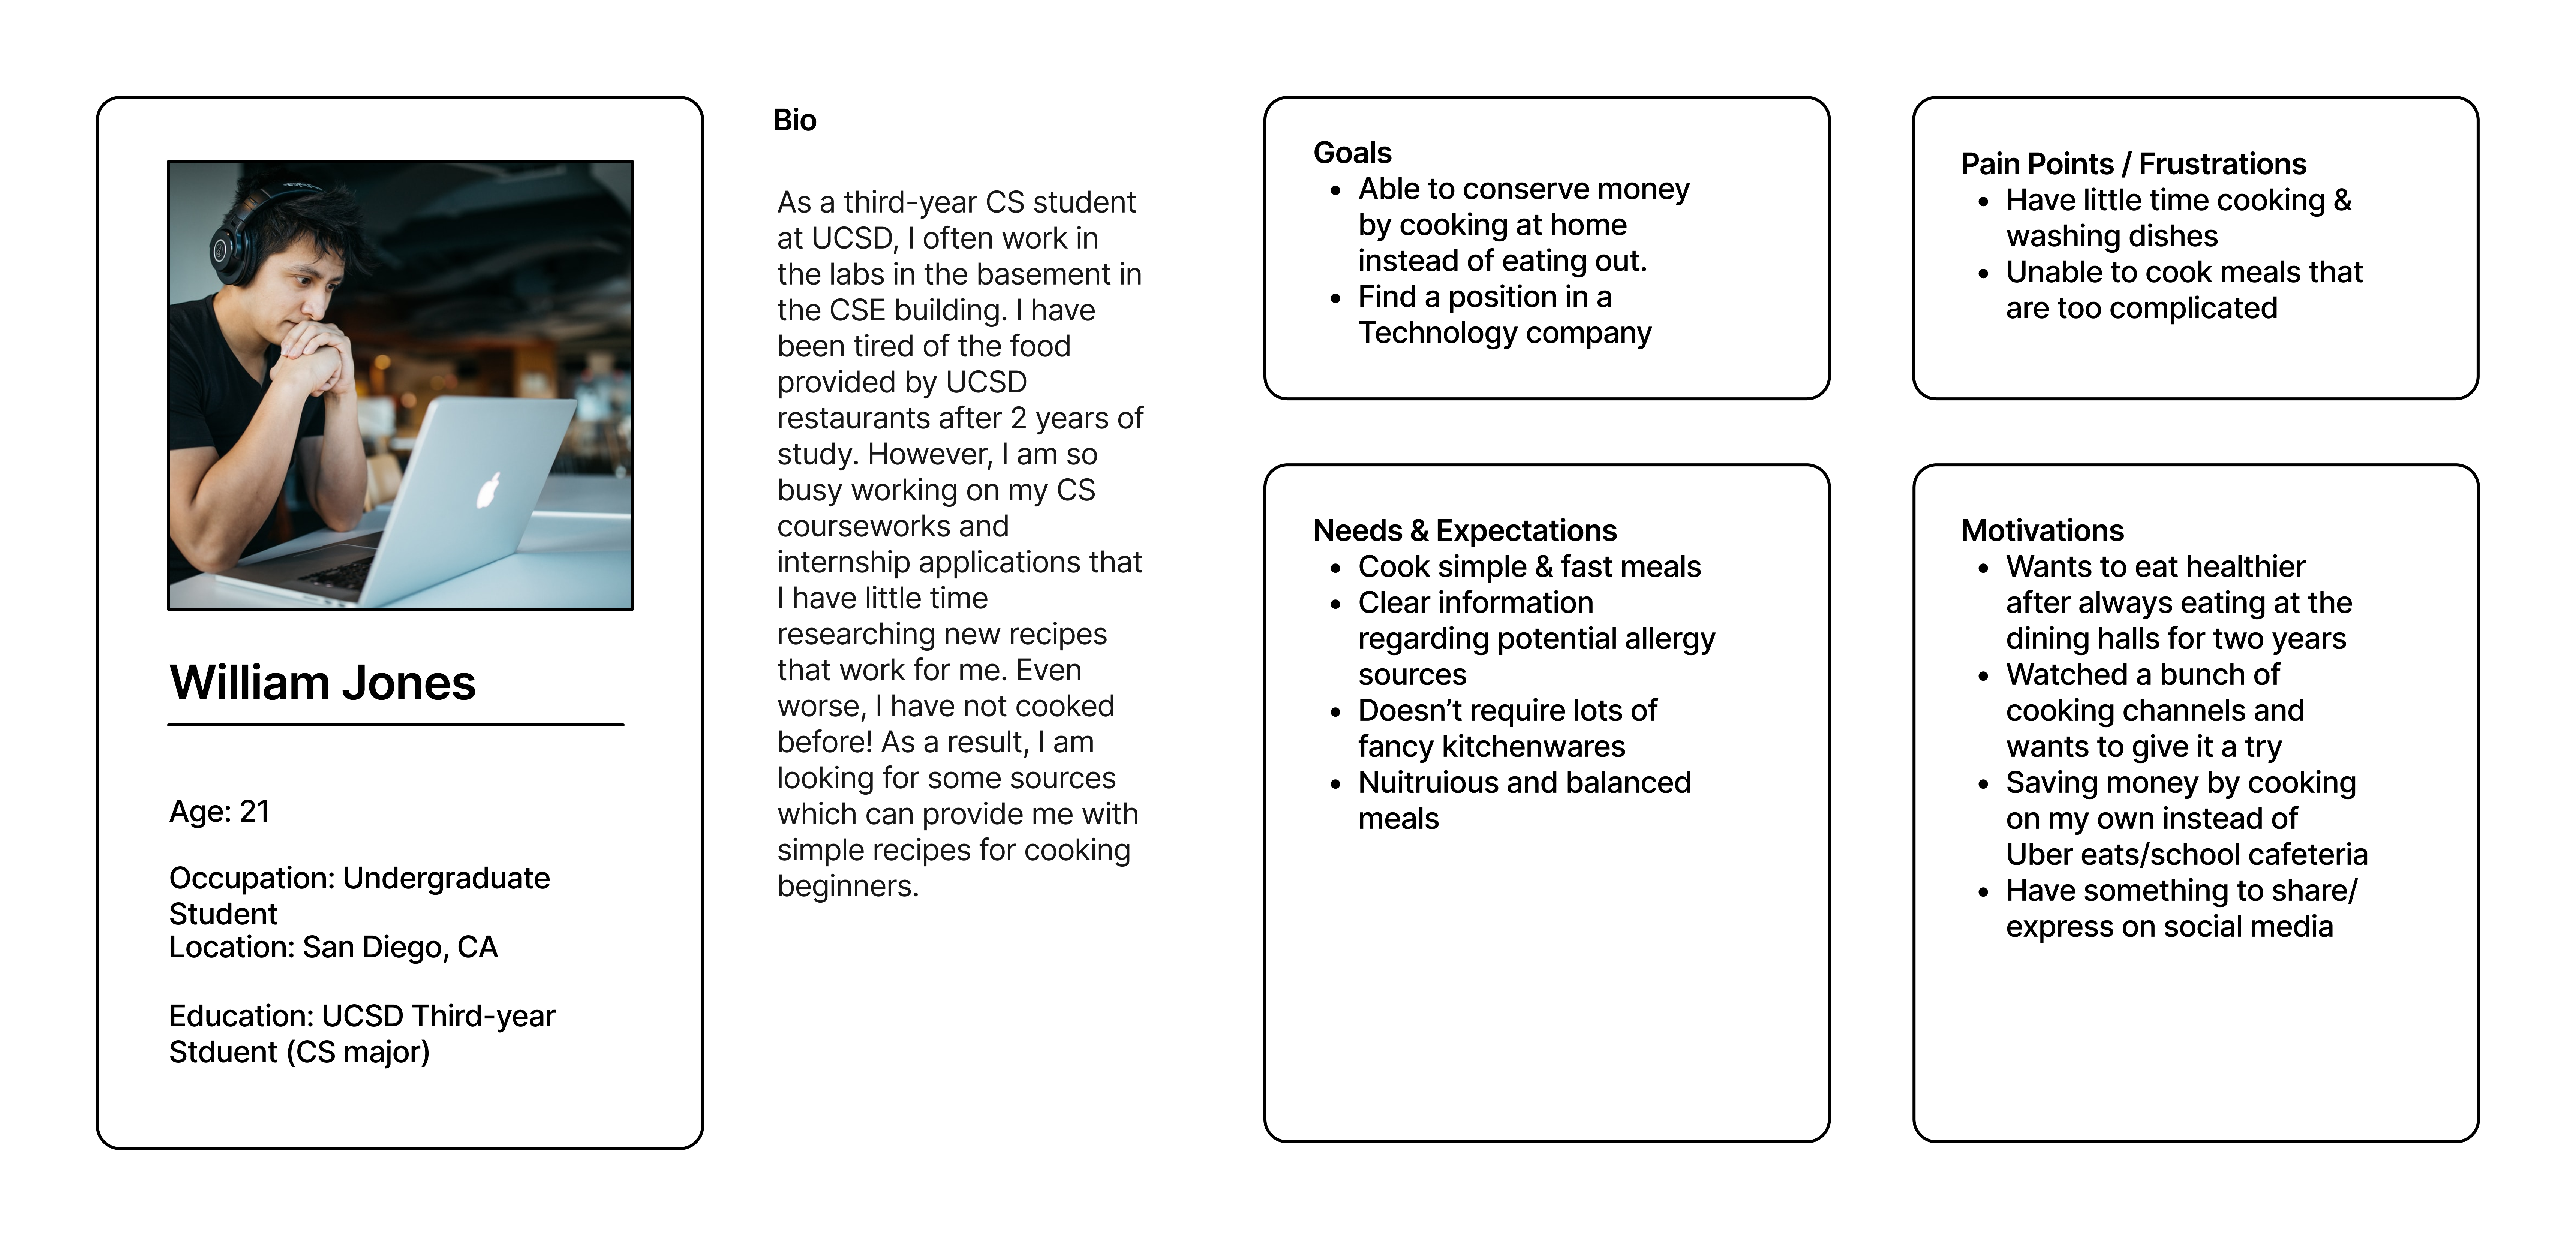 William Jones
Age: 21
Occupation: Undergraduate
Student
Location: San Diego, CA
Education: UCSD Third-year
Stduent (CS major)
Bio
As a third-year CS student
at UCSD, I often work in
the labs in the basement in
the CSE building. I have
been tired of the food
provided by UCSD
restaurants after 2 years of
study. However, I am so
busy working on my CS
courseworks and
internship applications that
I have little time
researching new recipes
that work for me. Even
worse, I have not cooked
before! As a result, I am
looking for some sources
which can provide me with
simple recipes for cooking
beginners.
Goals
• Able to conserve money
by cooking at home
instead of eating out.
• Find a position in a
Technology company
Pain Points / Frustrations
• Have little time cooking &
washing dishes
• Unable to cook meals that
are too complicated
Needs & Expectations
• Cook simple & fast meals
• Clear information
regarding potential allergy
sources
• Doesn’t require lots of
fancy kitchenwares
• Nuitruious and balanced
meals
Motivations
• Wants to eat healthier
after always eating at the
dining halls for two years
• Watched a bunch of
cooking channels and
wants to give it a try
• Saving money by cooking
on my own instead of
Uber eats/school cafeteria
• Have something to share/
express on social media